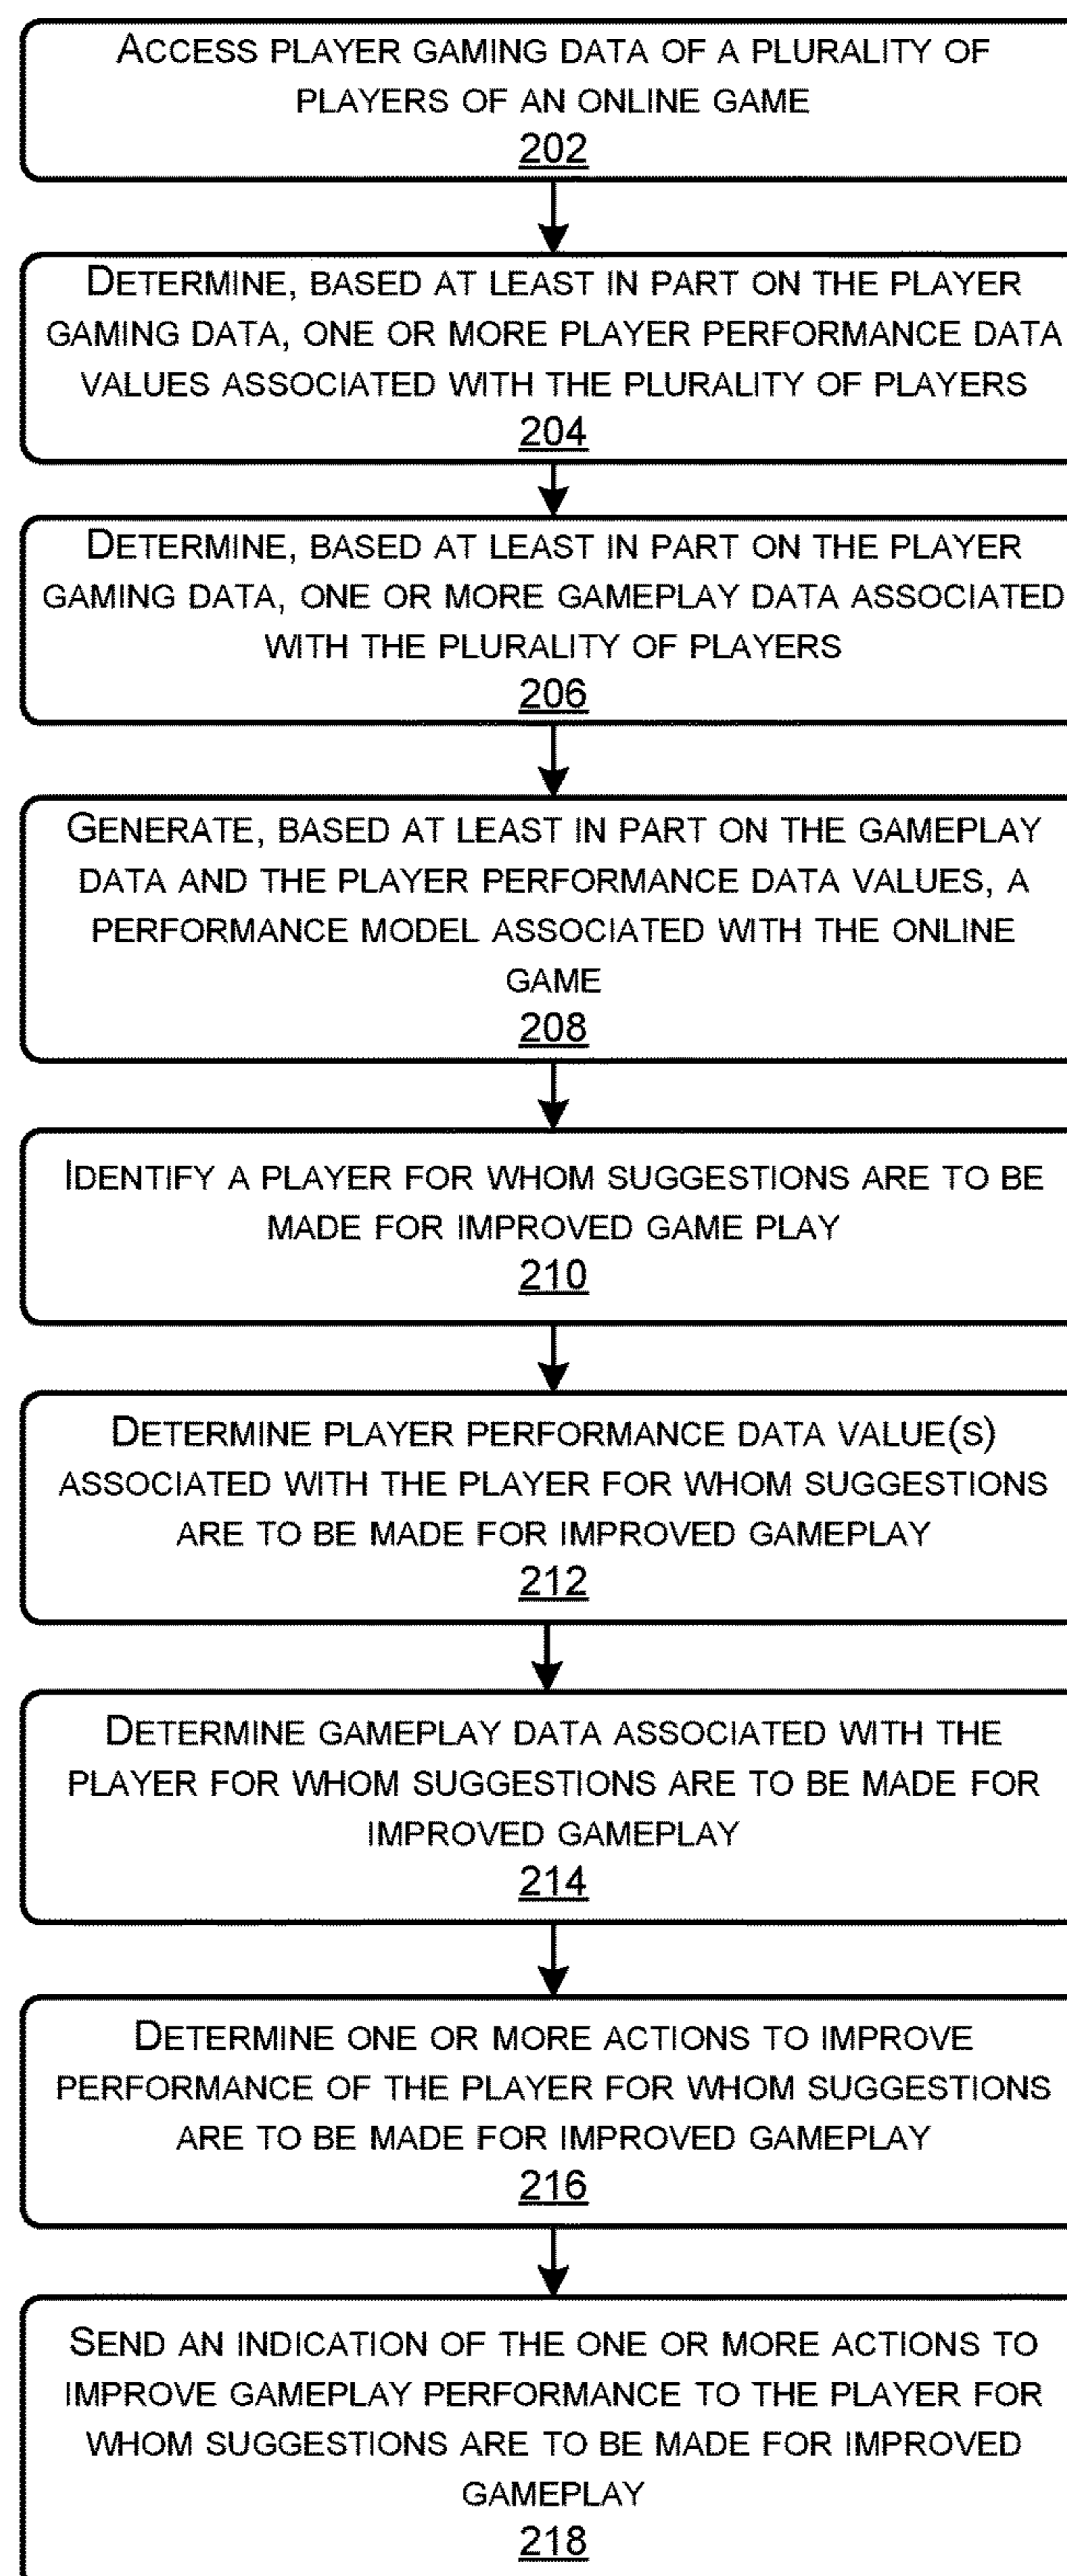 ACCESS PLAYER GAMING DATA OF A PLURALITY OF
PLAYERS OF AN ONLINE GAME
202
DETERMINE, BASED AT LEAST IN PART ON THE PLAYER
GAMING DATA, ONE OR MORE PLAYER PERFORMANCE DATA
VALUES ASSOCIATED WITH THE PLURALITY OF PLAYERS
204
DETERMINE, BASED AT LEAST IN PART ON THE PLAYER
GAMING DATA, ONE OR MORE GAMEPLAY DATA ASSOCIATED
WITH THE PLURALITY OF PLAYERS
206
GENERATE, BASED AT LEAST IN PART ON THE GAMEPLAY
DATA AND THE PLAYER PERFORMANCE DATA VALUES, A
PERFORMANCE MODEL ASSOCIATED WITH THE ONLINE
GAME
208
IDENTIFY A PLAYER FOR WHOM SUGGESTIONS ARE TO BE
MADE FOR IMPROVED GAME PLAY
210
DETERMINE PLAYER PERFORMANCE DATA VALUE(S)
ASSOCIATED WITH THE PLAYER FOR WHOM SUGGESTIONS
ARE TO BE MADE FOR IMPROVED GAMEPLAY
212
DETERMINE GAMEPLAY DATA ASSOCIATED WITH THE
PLAYER FOR WHOM SUGGESTIONS ARE TO BE MADE FOR
IMPROVED GAMEPLAY
214
DETERMINE ONE OR MORE ACTIONS TO IMPROVE
PERFORMANCE OF THE PLAYER FOR WHOM SUGGESTIONS
ARE TO BE MADE FOR IMPROVED GAMEPLAY
216
SEND AN INDICATION OF THE ONE OR MORE ACTIONS TO
IMPROVE GAMEPLAY PERFORMANCE TO THE PLAYER FOR
WHOM SUGGESTIONS ARE TO BE MADE FOR IMPROVED
GAMEPLAY
218